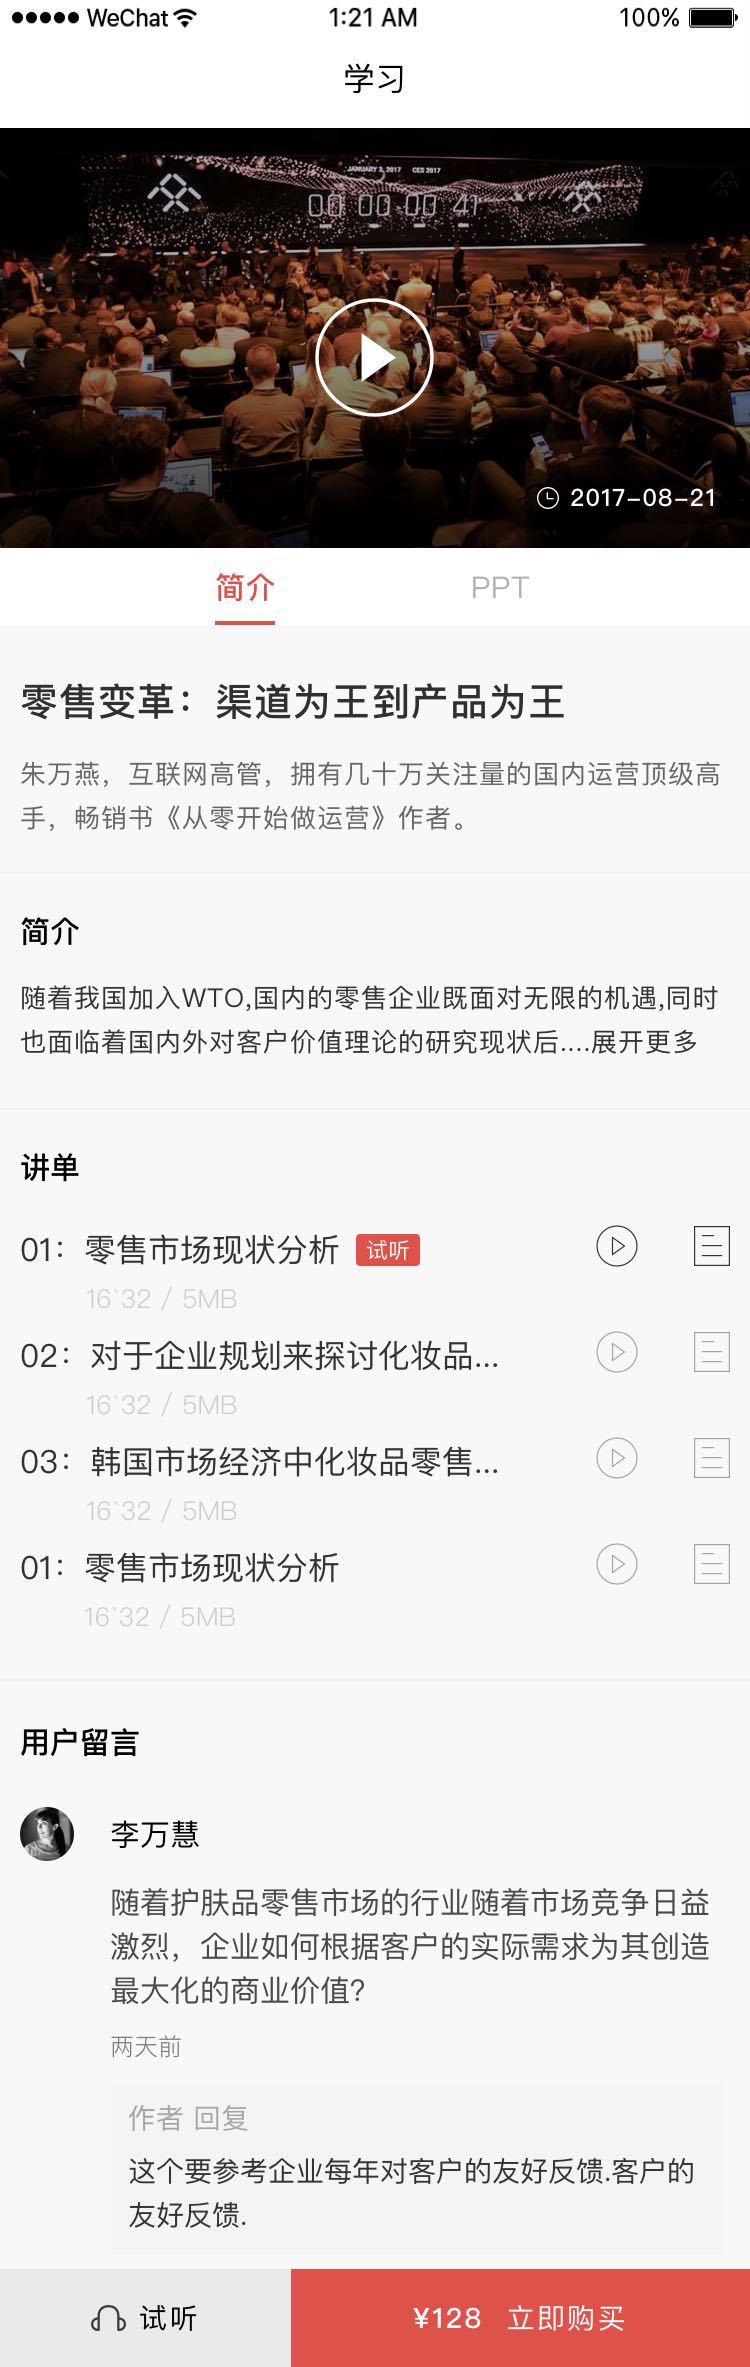 WeChat 1:21 AM 100%
学习
JANUARY 3, 2017 CES 2017
00 00 00 41
2017-08-21
简介 PPT
零售变革：渠道为王到产品为王
朱万燕，互联网高管，拥有几十万关注量的国内运营顶级高
手，畅销书《从零开始做运营》作者。
简介
随着我国加入WTO,国内的零售企业既面对无限的机遇,同时
也面临着国内外对客户价值理论的研究现状后....展开更多
讲单
01：零售市场现状分析 试听
16`32 / 5MB
02：对于企业规划来探讨化妆品...
16`32 / 5MB
03：韩国市场经济中化妆品零售...
16`32 / 5MB
01：零售市场现状分析
16`32 / 5MB
用户留言
李万慧
随着护肤品零售市场的行业随着市场竞争日益
激烈，企业如何根据客户的实际需求为其创造
最大化的商业价值?
两天前
作者 回复
这个要参考企业每年对客户的友好反馈.客户的
友好反馈.
试听 ¥128 立即购买